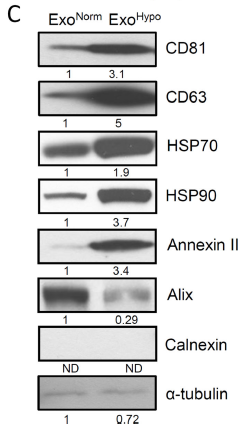 C
Exo^Norm Exo^Hypo
CD81
1 3.1
CD63
1 5
HSP70
1 1.9
HSP90
1 3.7
Annexin II
1 3.4
Alix
1 0.29
Calnexin
ND ND
α-tubulin
1 0.72